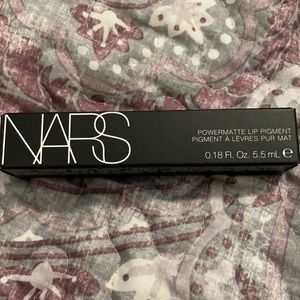 NARS
POWERMATTE LIP PIGMENT
PIGMENT À LÈVRES PUR MAT
0.18 Fl. Oz. 5.5 mL ℮